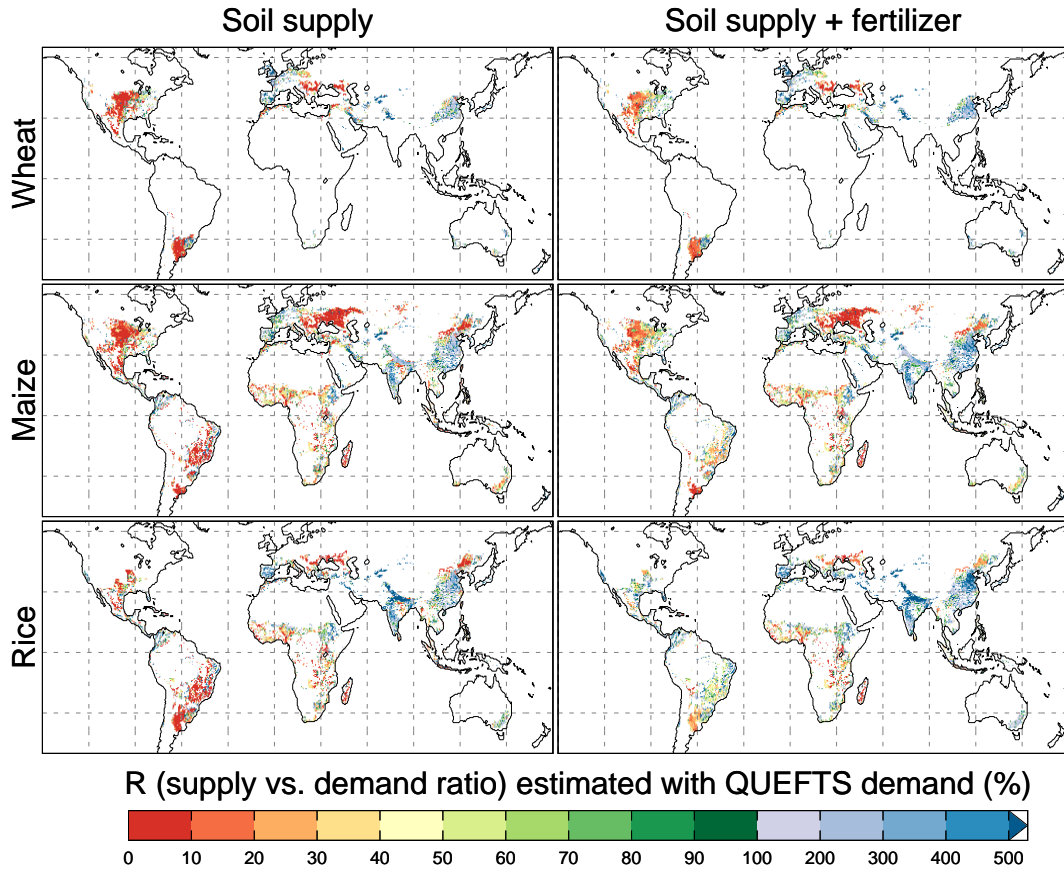 Soil supply
Soil supply + fertilizer
Wheat
Maize
Rice
R (supply vs. demand ratio) estimated with QUEFTS demand (%)
0 10 20 30 40 50 60 70 80 90 100 200 300 400 500